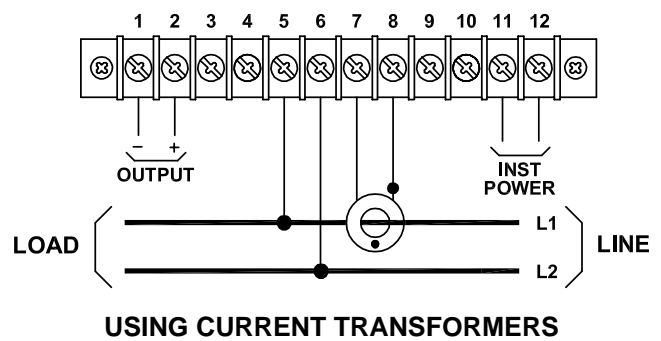 1 2 3 4 5 6 7 8 9 10 11 12
− +
OUTPUT
INST
POWER
L1
LOAD
LINE
L2
USING CURRENT TRANSFORMERS